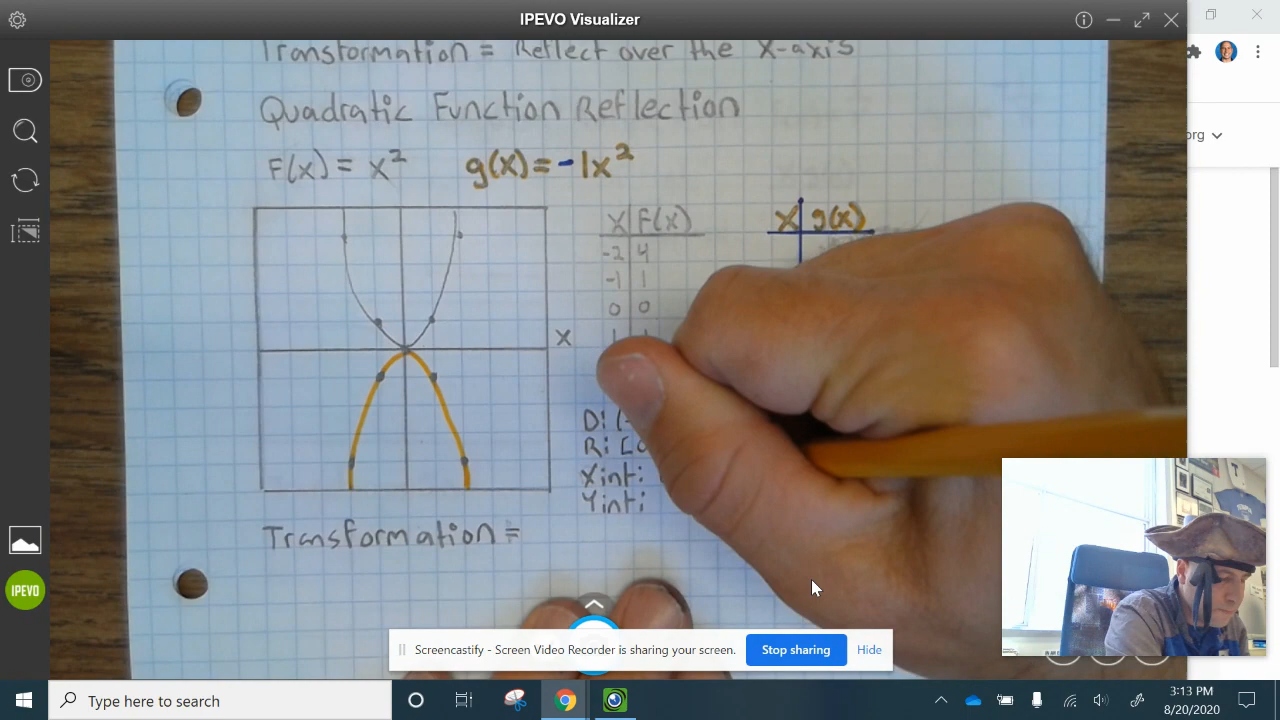 IPEVO Visualizer
Transformation = Reflect over the X-axis
Quadratic Function Reflection
F(x) = x² g(x) = -1x²
org
X F(x)
X g(x)
-2 4
-1 1
0 0
X
D:
R:
Xint:
Yint:
Transformation =
IPEVO
Screencastify - Screen Video Recorder is sharing your screen.
Stop sharing
Hide
Type here to search
3:13 PM
8/20/2020